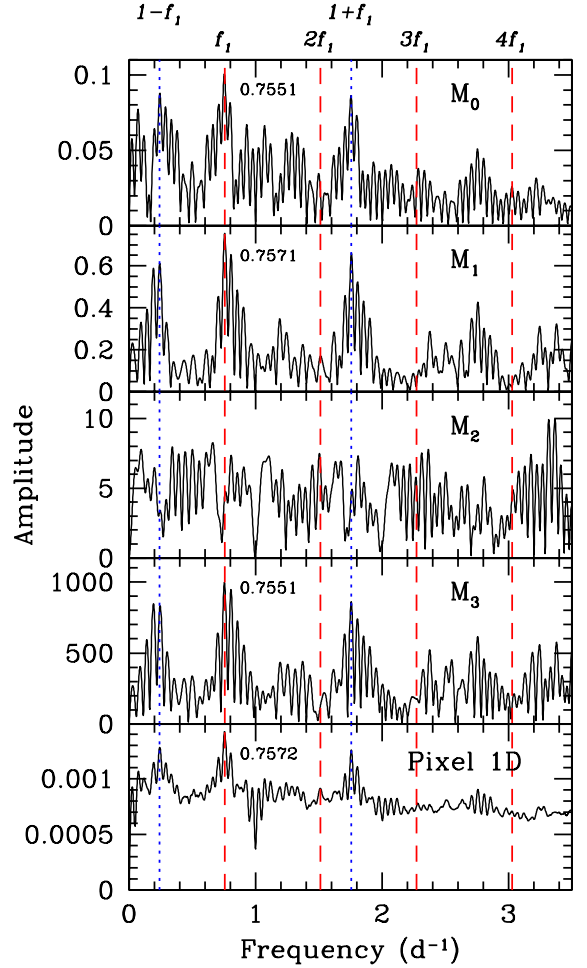 1−f₁ 1+f₁
f₁ 2f₁ 3f₁ 4f₁
0.1
0.7551
M₀
0.05
0
0.7571
M₁
0.6
0.4
0.2
0
10
M₂
5
0
1000
0.7551
M₃
500
0
0.7572
Pixel 1D
0.001
0.0005
0
0 1 2 3
Frequency (d⁻¹)
Amplitude